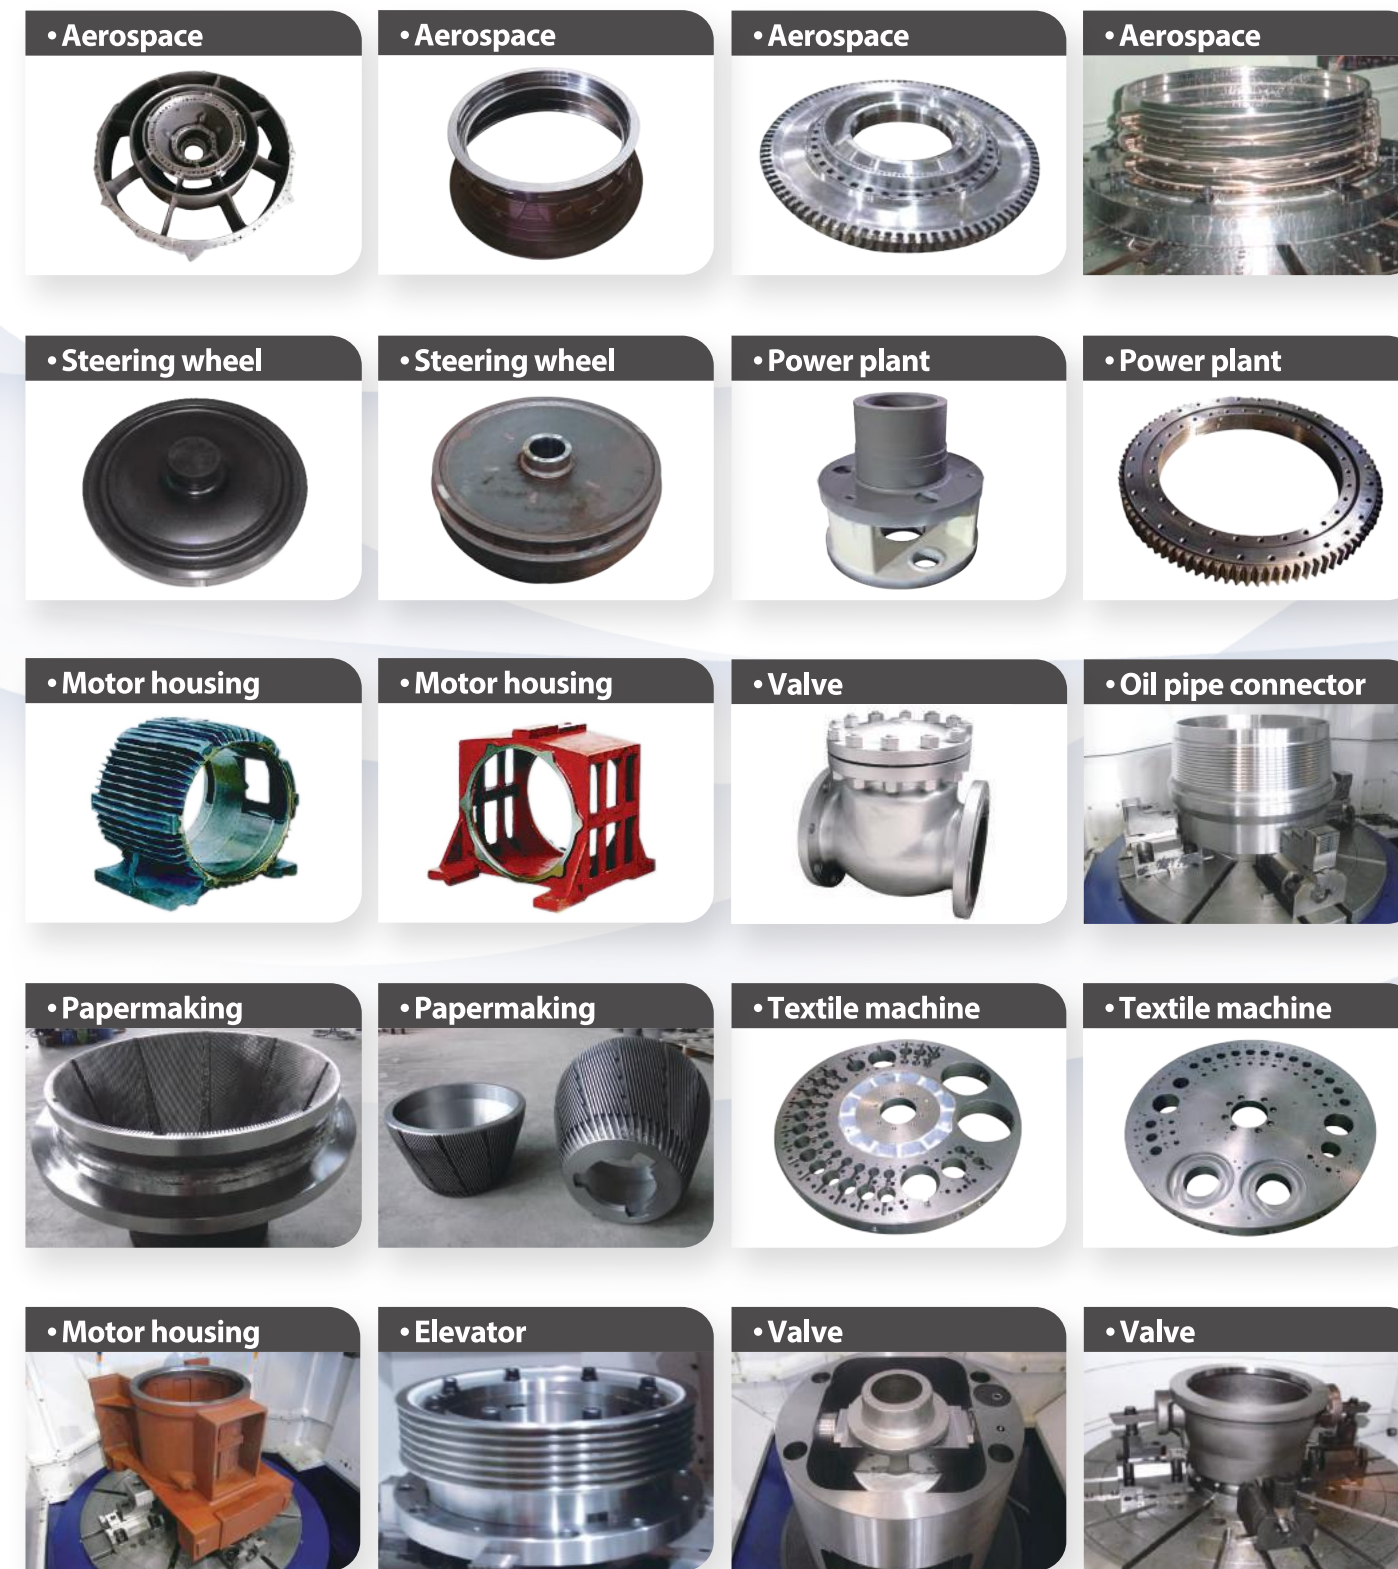 • Aerospace
• Aerospace
• Aerospace
• Aerospace
• Steering wheel
• Steering wheel
• Power plant
• Power plant
• Motor housing
• Motor housing
• Valve
• Oil pipe connector
• Papermaking
• Papermaking
• Textile machine
• Textile machine
• Motor housing
• Elevator
• Valve
• Valve